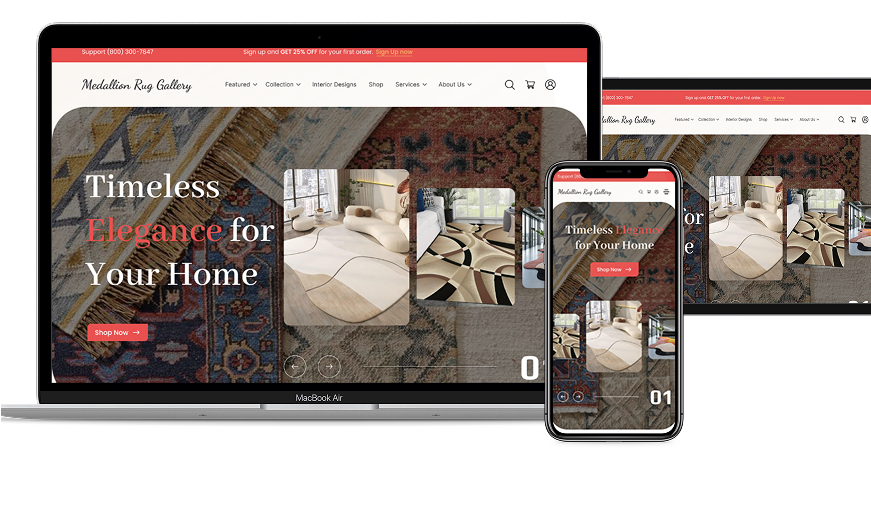 Support (800) 300-7847
Sign up and GET 25% OFF for your first order. Sign Up now
Medallion Rug Gallery
Featured Collection Interior Designs Shop Services About Us
Timeless
Elegance for
Your Home
Shop Now
01
MacBook Air
(800) 300-7847
Sign up and GET 25% OFF for your first order. Sign Up now
Rug Gallery
Featured Collection Interior Designs Shop Services About Us
for
Support
Medallion Rug Gallery
Timeless Elegance
for Your Home
Shop Now
01